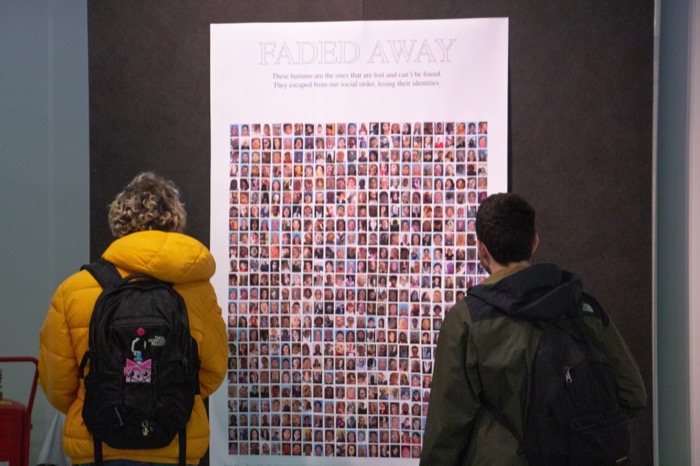 FADED AWAY
These humans are the ones that are lost and can't be found.
They escaped from our social order, losing their identities.